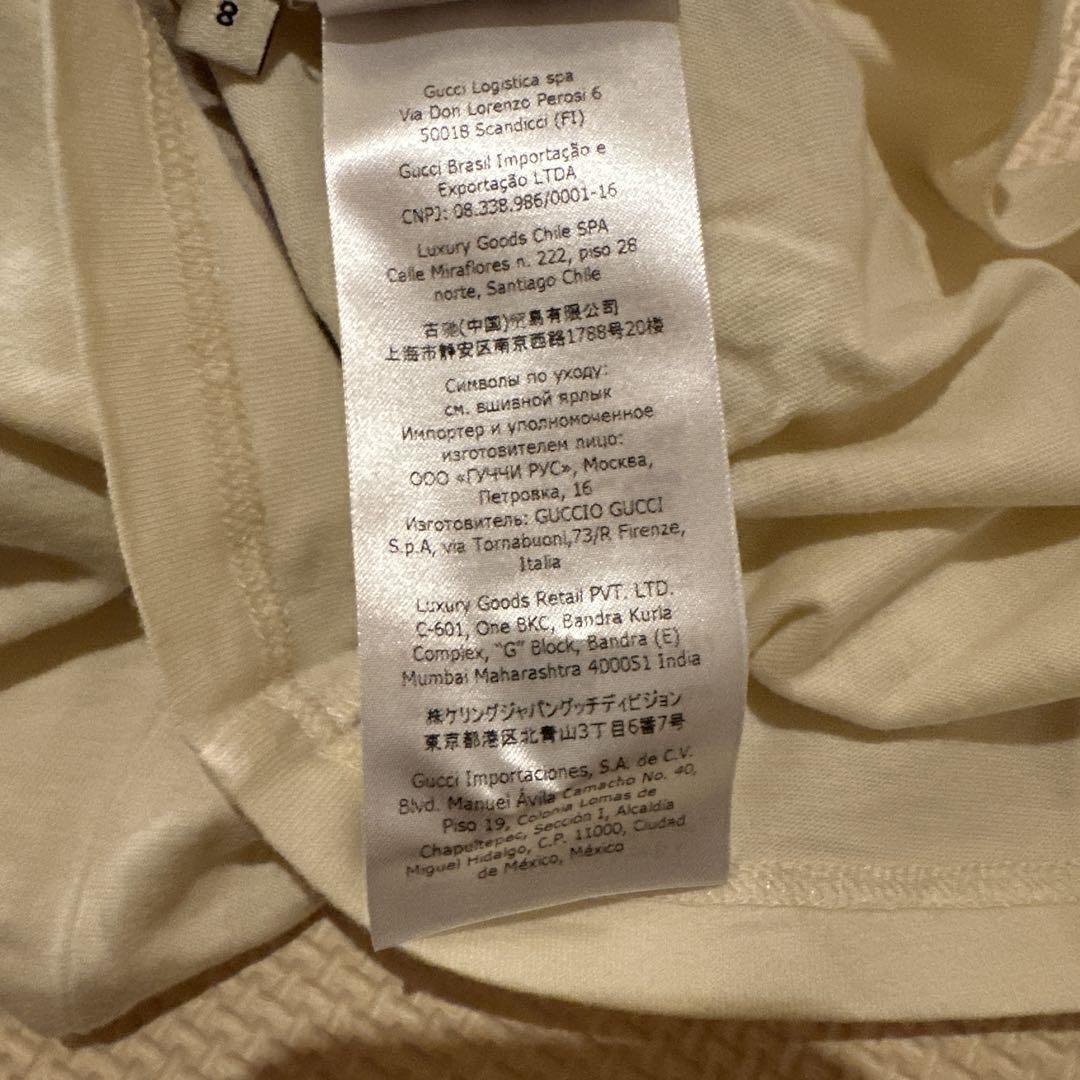 8
Gucci Logistica spa
Via Don Lorenzo Perosi 6
50018 Scandicci (FI)
Gucci Brasil Importação e
Exportação LTDA
CNPJ: 08.338.986/0001-16
Luxury Goods Chile SPA
Calle Miraflores n. 222, piso 28
norte, Santiago Chile
古驰(中国)贸易有限公司
上海市静安区南京西路1788号20楼
Символы по уходу:
см. вшивной ярлык
Импортер и уполномоченное
изготовителем лицо:
ООО «ГУЧЧИ РУС», Москва,
Петровка, 16
Изготовитель: GUCCIO GUCCI
S.p.A, via Tornabuoni,73/R Firenze,
Italia
Luxury Goods Retail PVT. LTD.
C-601, One BKC, Bandra Kurla
Complex, "G" Block, Bandra (E)
Mumbai Maharashtra 400051 India
株ケリングジャパングッチディビジョン
東京都港区北青山3丁目6番7号
Gucci Importaciones, S.A. de C.V.
Blvd. Manuel Ávila Camacho No. 40,
Piso 19, Colonia Lomas de
Chapultepec, Sección I, Alcaldía
Miguel Hidalgo, C.P. 11000, Ciudad
de México, México